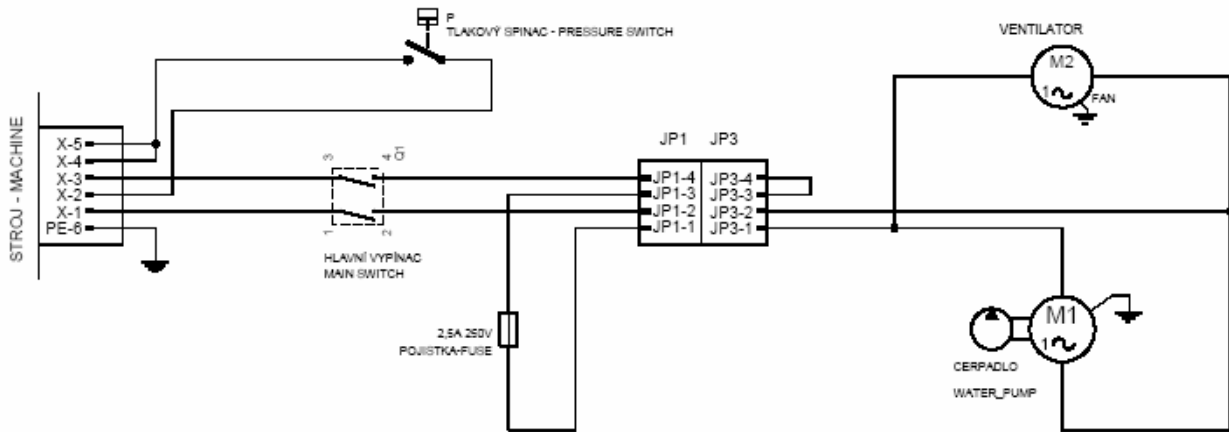 P
TLAKOVÝ SPINAC - PRESSURE SWITCH
VENTILATOR
M2
1
FAN
STROJ - MACHINE
X-5
X-4
X-3
X-2
X-1
PE-6
3
4
Q1
1
2
HLAVNÍ VYPÍNAC
MAIN SWITCH
JP1 JP3
JP1-4 JP3-4
JP1-3 JP3-3
JP1-2 JP3-2
JP1-1 JP3-1
2,5A 250V
POJISTKA-FUSE
M1
1
CERPADLO
WATER_PUMP